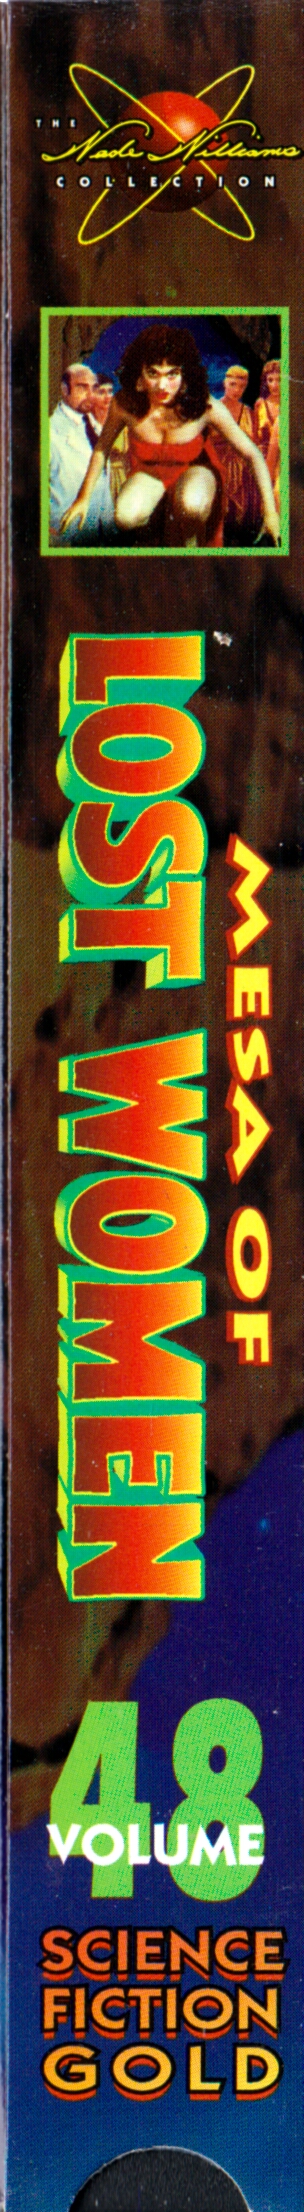 THE
Wade Williams
COLLECTION
MESA OF
LOST WOMEN
48
VOLUME
SCIENCE
FICTION
GOLD